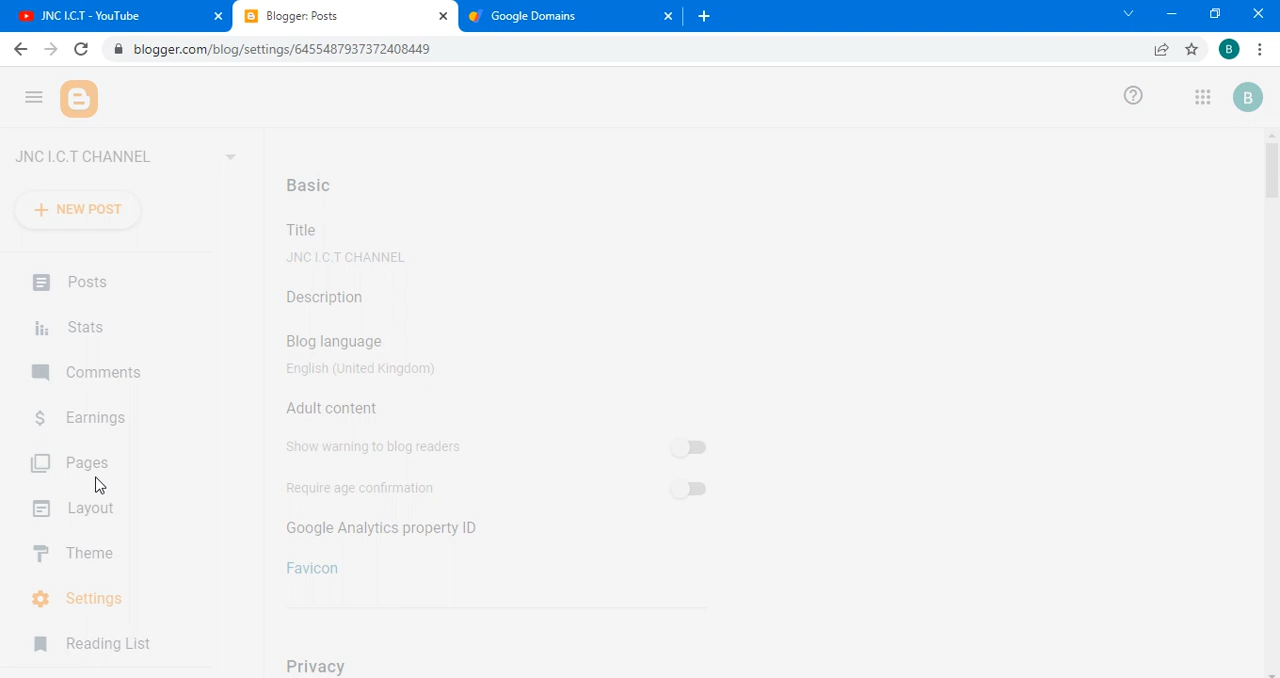 JNC I.C.T - YouTube
Blogger: Posts
Google Domains
blogger.com/blog/settings/6455487937372408449
B
B
JNC I.C.T CHANNEL
NEW POST
Posts
Stats
Comments
Earnings
Pages
Layout
Theme
Settings
Reading List
Basic
Title
JNC I.C.T CHANNEL
Description
Blog language
English (United Kingdom)
Adult content
Show warning to blog readers
Require age confirmation
Google Analytics property ID
Favicon
Privacy